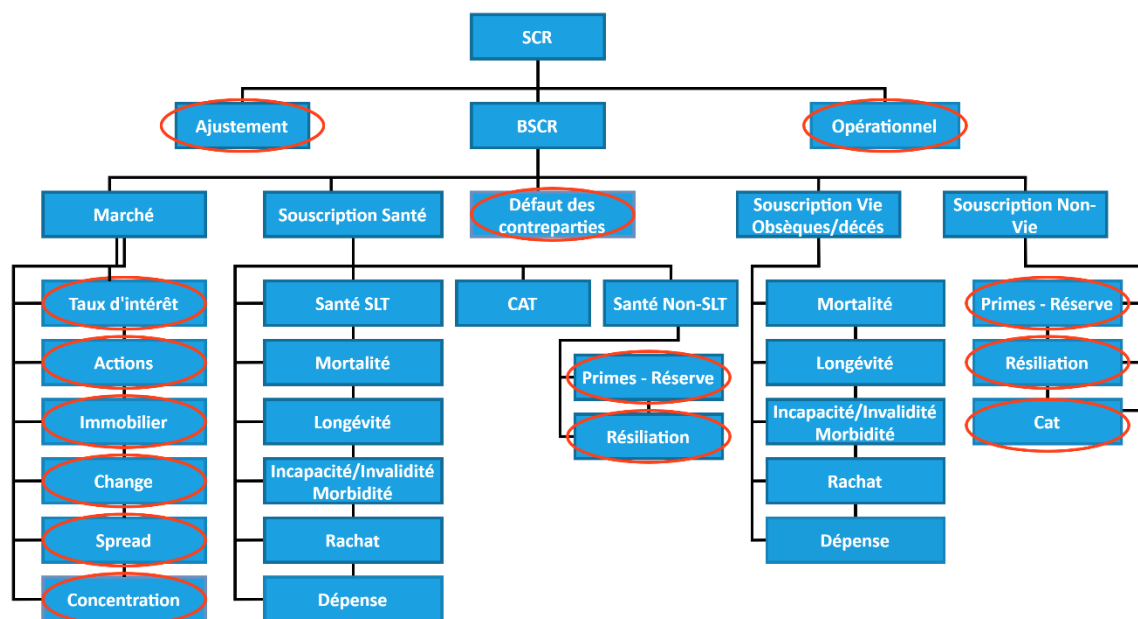 SCR
Ajustement
BSCR
Opérationnel
Marché
Souscription Santé
Défaut des
contreparties
Souscription Vie
Obsèques/décés
Souscription Non-
Vie
Taux d'intérêt
Actions
Immobilier
Change
Spread
Concentration
Santé SLT
Mortalité
Longévité
Incapacité/Invalidité
Morbidité
Rachat
Dépense
CAT
Santé Non-SLT
Primes - Réserve
Résiliation
Mortalité
Longévité
Incapacité/Invalidité
Morbidité
Rachat
Dépense
Primes - Réserve
Résiliation
Cat